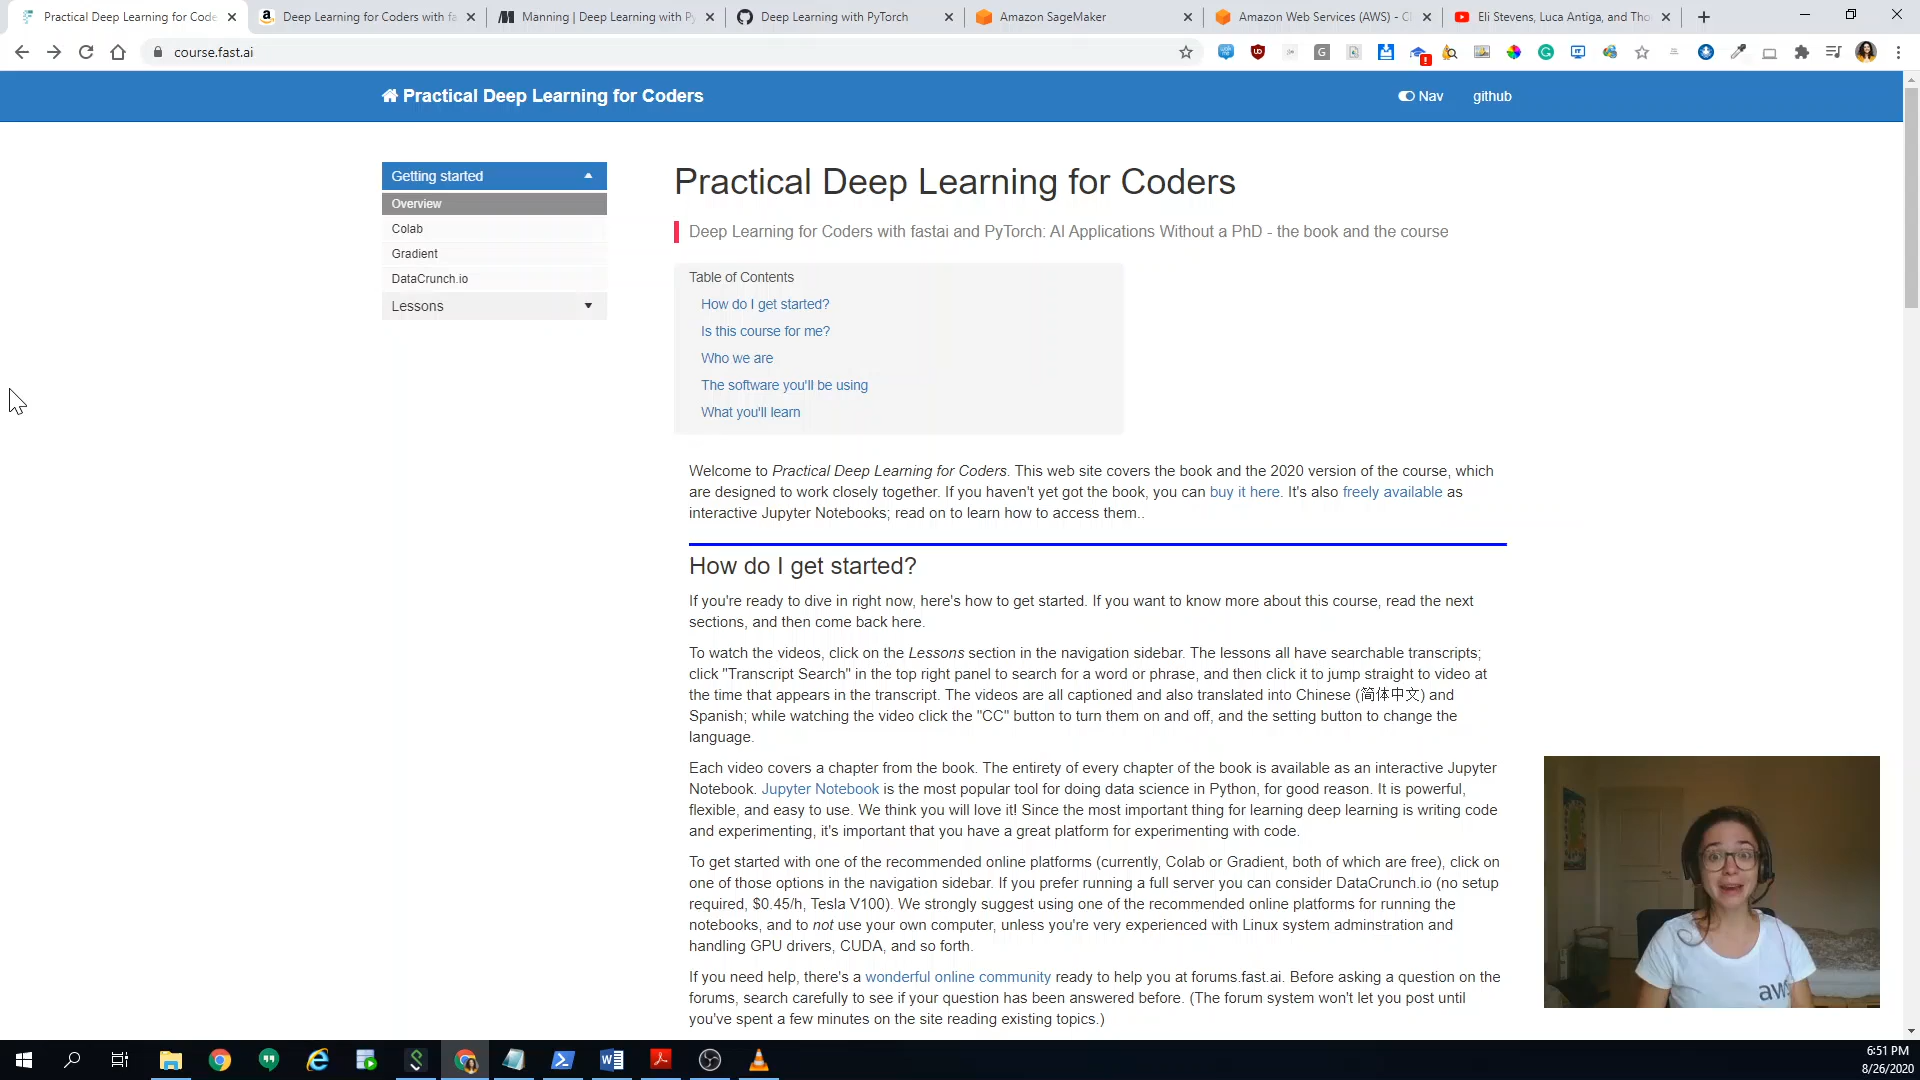 Practical Deep Learning for Code
Deep Learning for Coders with fa
Manning | Deep Learning with Py
Deep Learning with PyTorch
Amazon SageMaker
Amazon Web Services (AWS) - Cl
Eli Stevens, Luca Antiga, and Tho
course.fast.ai
Practical Deep Learning for Coders
Nav
github
Getting started
Overview
Colab
Gradient
DataCrunch.io
Lessons
Practical Deep Learning for Coders
Deep Learning for Coders with fastai and PyTorch: AI Applications Without a PhD - the book and the course
Table of Contents
How do I get started?
Is this course for me?
Who we are
The software you'll be using
What you'll learn
Welcome to Practical Deep Learning for Coders. This web site covers the book and the 2020 version of the course, which
are designed to work closely together. If you haven't yet got the book, you can buy it here. It's also freely available as
interactive Jupyter Notebooks; read on to learn how to access them..
How do I get started?
If you're ready to dive in right now, here's how to get started. If you want to know more about this course, read the next
sections, and then come back here.
To watch the videos, click on the Lessons section in the navigation sidebar. The lessons all have searchable transcripts;
click "Transcript Search" in the top right panel to search for a word or phrase, and then click it to jump straight to video at
the time that appears in the transcript. The videos are all captioned and also translated into Chinese (简体中文) and
Spanish; while watching the video click the "CC" button to turn them on and off, and the setting button to change the
language.
Each video covers a chapter from the book. The entirety of every chapter of the book is available as an interactive Jupyter
Notebook. Jupyter Notebook is the most popular tool for doing data science in Python, for good reason. It is powerful,
flexible, and easy to use. We think you will love it! Since the most important thing for learning deep learning is writing code
and experimenting, it's important that you have a great platform for experimenting with code.
To get started with one of the recommended online platforms (currently, Colab or Gradient, both of which are free), click on
one of those options in the navigation sidebar. If you prefer running a full server you can consider DataCrunch.io (no setup
required, $0.45/h, Tesla V100). We strongly suggest using one of the recommended online platforms for running the
notebooks, and to not use your own computer, unless you're very experienced with Linux system adminstration and
handling GPU drivers, CUDA, and so forth.
If you need help, there's a wonderful online community ready to help you at forums.fast.ai. Before asking a question on the
forums, search carefully to see if your question has been answered before. (The forum system won't let you post until
you've spent a few minutes on the site reading existing topics.)
aws
6:51 PM
8/26/2020